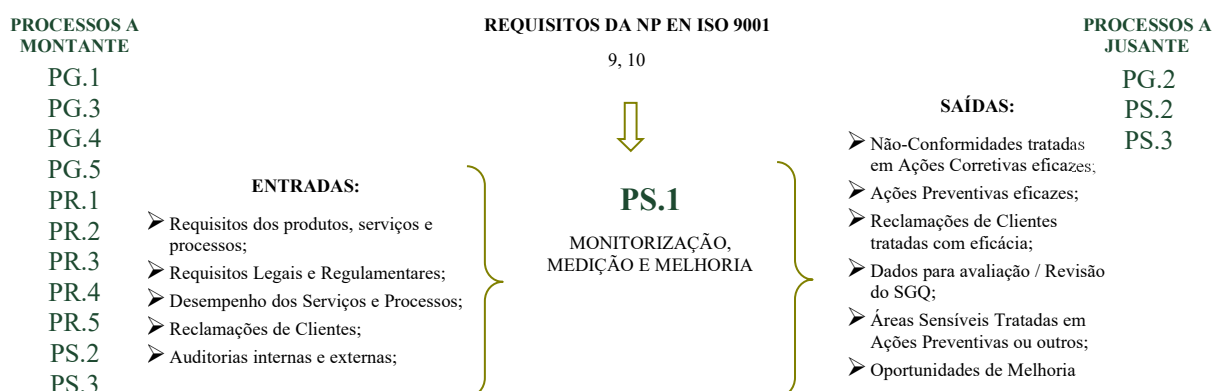 PROCESSOS A
MONTANTE
PG.1
PG.3
PG.4
PG.5
PR.1
PR.2
PR.3
PR.4
PR.5
PS.2
PS.3
ENTRADAS:
Requisitos dos produtos, serviços e
processos;
Requisitos Legais e Regulamentares;
Desempenho dos Serviços e Processos;
Reclamações de Clientes;
Auditorias internas e externas;
REQUISITOS DA NP EN ISO 9001
9, 10
PS.1
MONITORIZAÇÃO,
MEDIÇÃO E MELHORIA
SAÍDAS:
Não-Conformidades tratadas
em Ações Corretivas eficazes;
Ações Preventivas eficazes;
Reclamações de Clientes
tratadas com eficácia;
Dados para avaliação / Revisão
do SGQ;
Áreas Sensíveis Tratadas em
Ações Preventivas ou outros;
Oportunidades de Melhoria
PROCESSOS A
JUSANTE
PG.2
PS.2
PS.3